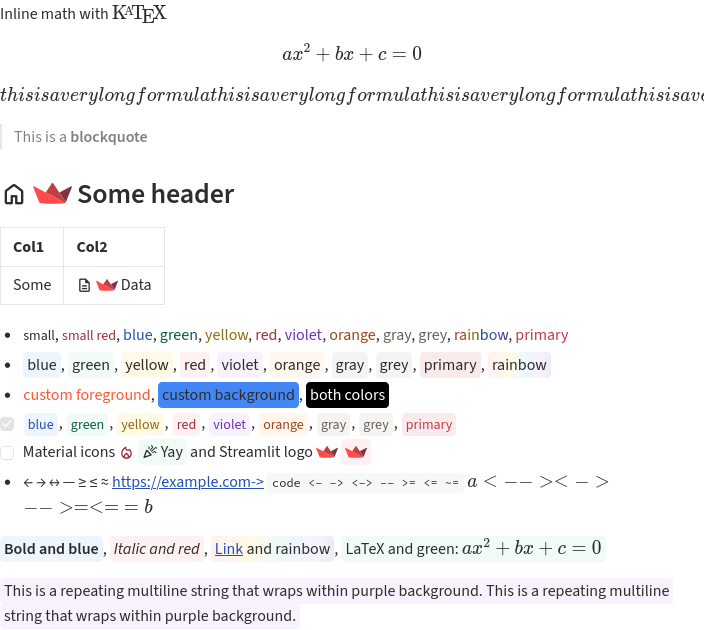 Inline math with KATEX
ax² + bx + c = 0
thisisaverylongformulathisisaverylongformulathisisaverylongformulathisisave
This is a blockquote
Some header
Col1 Col2
Some Data
small, small red, blue, green, yellow, red, violet, orange, gray, grey, rainbow, primary
blue , green , yellow , red , violet , orange , gray , grey , primary , rainbow
custom foreground, custom background, both colors
blue , green , yellow , red , violet , orange , gray , grey , primary
Material icons Yay and Streamlit logo
← → ↔ — ≥ ≤ ≈ https://example.com-> code <- -> <-> -- >= <= ~= a < −− >< − >
−− >=<= = b
Bold and blue , Italic and red , Link and rainbow , LaTeX and green: ax² + bx + c = 0
This is a repeating multiline string that wraps within purple background. This is a repeating multiline
string that wraps within purple background.